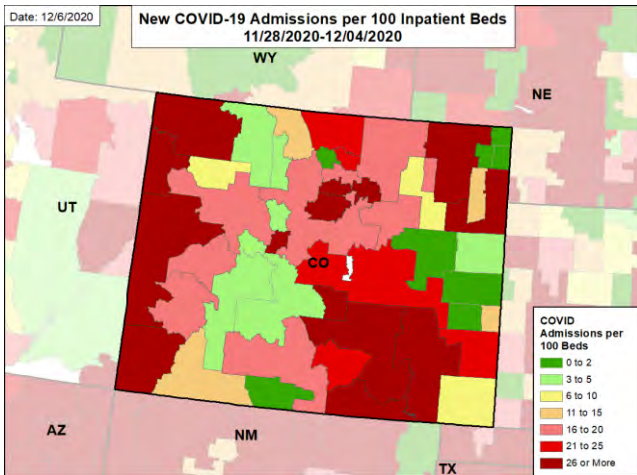 Date: 12/6/2020
New COVID-19 Admissions per 100 Inpatient Beds
11/28/2020-12/04/2020
WY
NE
UT
CO
COVID
Admissions per
100 Beds
0 to 2
3 to 5
6 to 10
11 to 15
16 to 20
21 to 25
26 or More
AZ
NM
TX